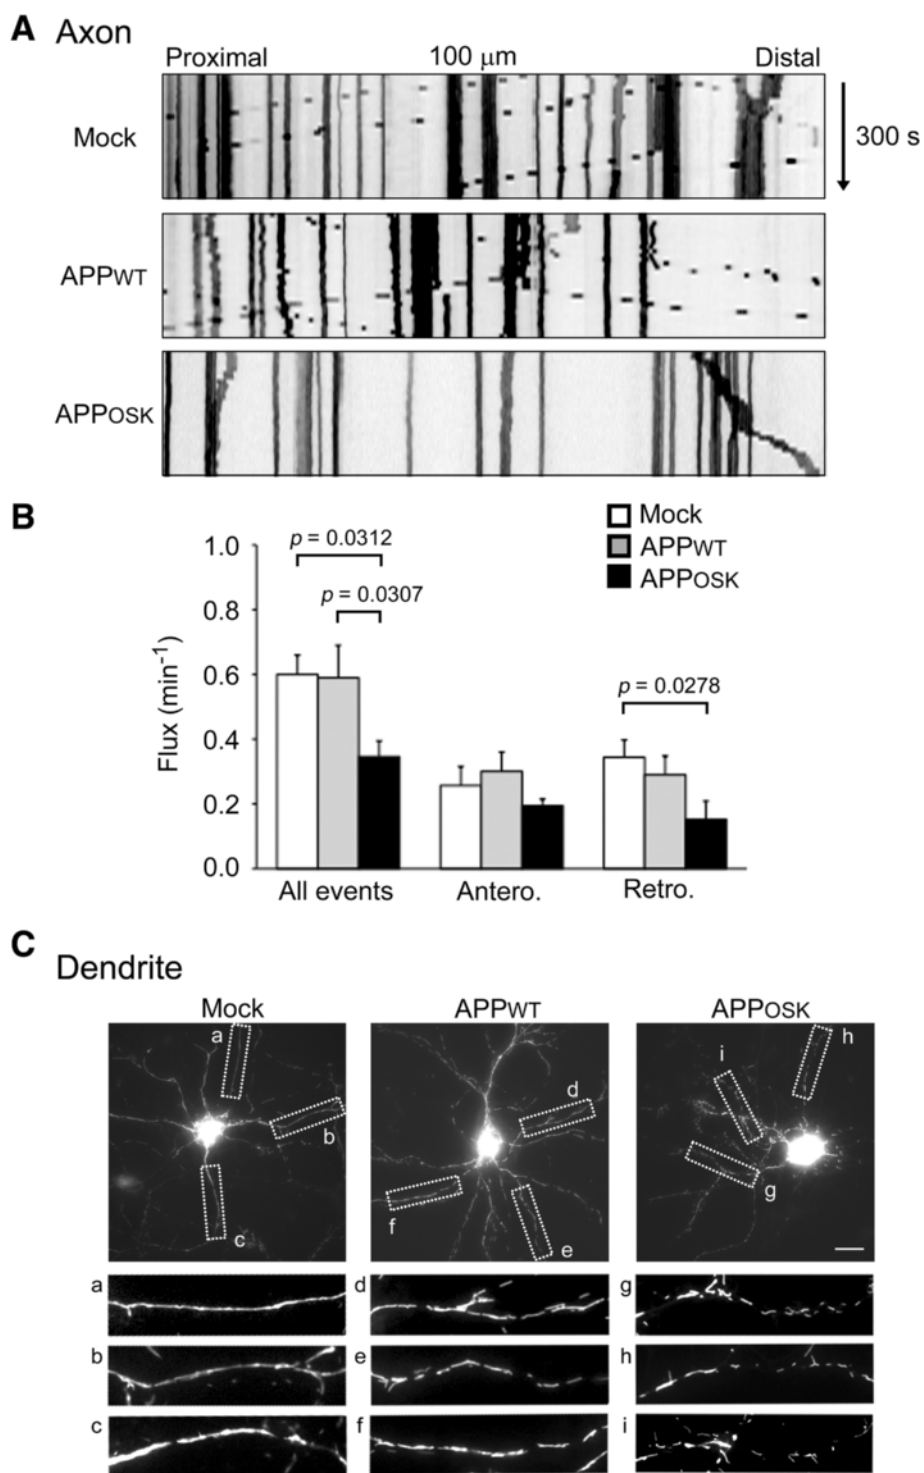 A Axon
Proximal 100 μm Distal
Mock
300 s
APPWT
APPOSK
B
Mock
APPWT
APPOSK
p = 0.0312
p = 0.0307
p = 0.0278
Flux (min-1)
1.0
0.8
0.6
0.4
0.2
0.0
All events Antero. Retro.
C Dendrite
Mock APPWT APPOSK
a
b
c
d
e
f
g
h
i
a d g
b e h
c f i